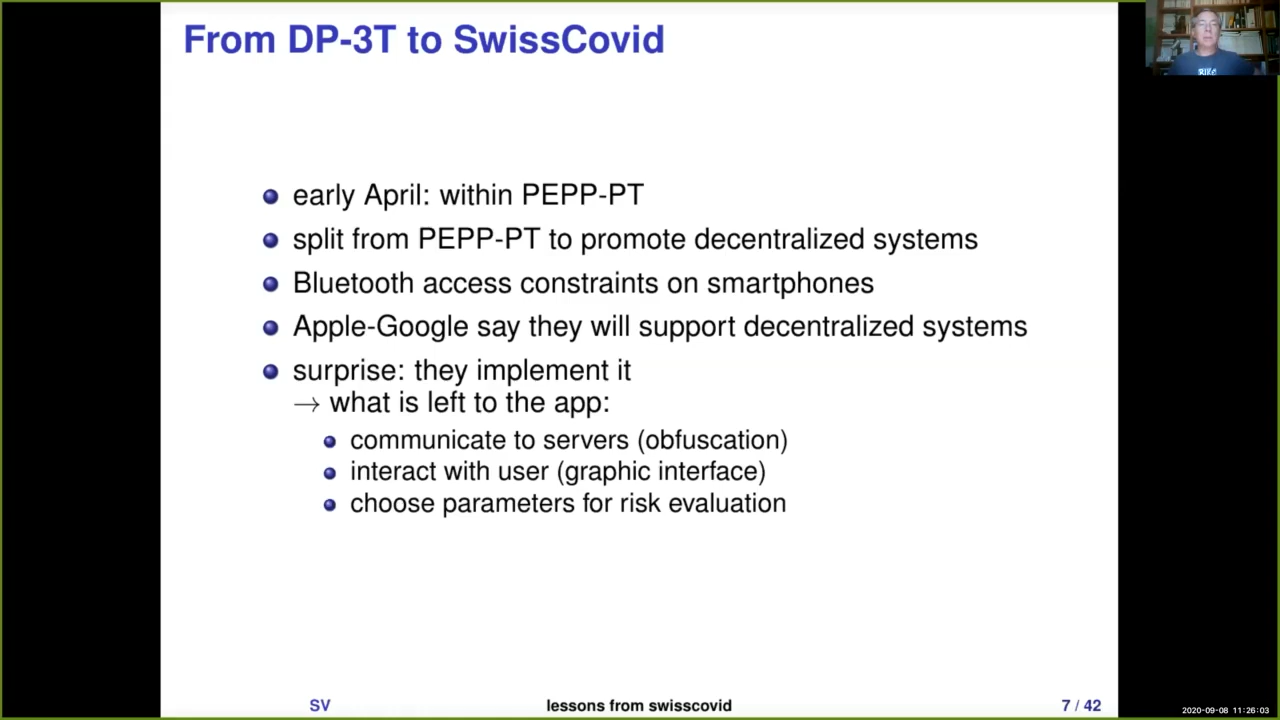 From DP-3T to SwissCovid
early April: within PEPP-PT
split from PEPP-PT to promote decentralized systems
Bluetooth access constraints on smartphones
Apple-Google say they will support decentralized systems
surprise: they implement it
→ what is left to the app:
communicate to servers (obfuscation)
interact with user (graphic interface)
choose parameters for risk evaluation
SV
lessons from swisscovid
7 / 42
2020-09-08 11:26:03